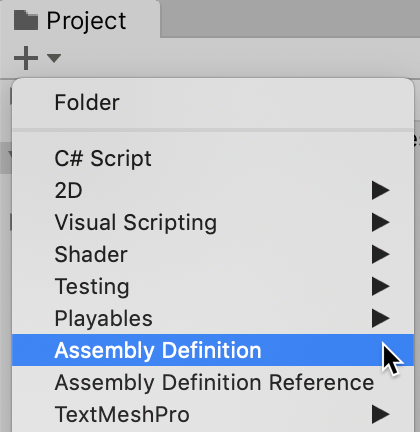 Project
Folder
C# Script
2D
Visual Scripting
Shader
Testing
Playables
Assembly Definition
Assembly Definition Reference
TextMeshPro